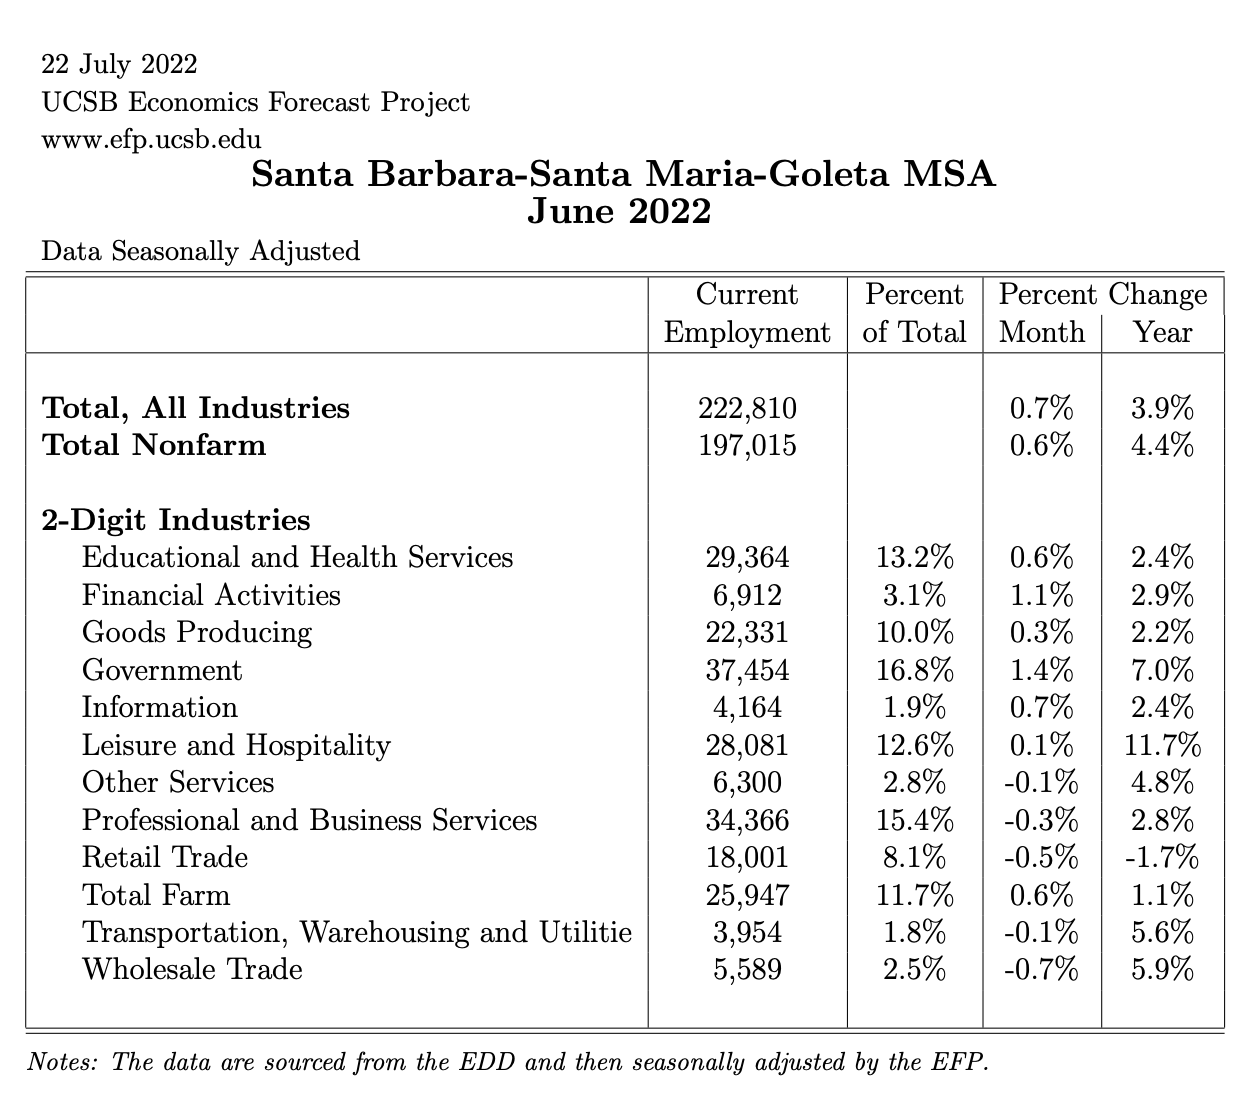 22 July 2022
UCSB Economics Forecast Project
www.efp.ucsb.edu
Santa Barbara-Santa Maria-Goleta MSA
June 2022
Data Seasonally Adjusted
Current Percent Percent Change
Employment of Total Month Year
Total, All Industries 222,810 0.7% 3.9%
Total Nonfarm 197,015 0.6% 4.4%
2-Digit Industries
Educational and Health Services 29,364 13.2% 0.6% 2.4%
Financial Activities 6,912 3.1% 1.1% 2.9%
Goods Producing 22,331 10.0% 0.3% 2.2%
Government 37,454 16.8% 1.4% 7.0%
Information 4,164 1.9% 0.7% 2.4%
Leisure and Hospitality 28,081 12.6% 0.1% 11.7%
Other Services 6,300 2.8% -0.1% 4.8%
Professional and Business Services 34,366 15.4% -0.3% 2.8%
Retail Trade 18,001 8.1% -0.5% -1.7%
Total Farm 25,947 11.7% 0.6% 1.1%
Transportation, Warehousing and Utilitie 3,954 1.8% -0.1% 5.6%
Wholesale Trade 5,589 2.5% -0.7% 5.9%
Notes: The data are sourced from the EDD and then seasonally adjusted by the EFP.